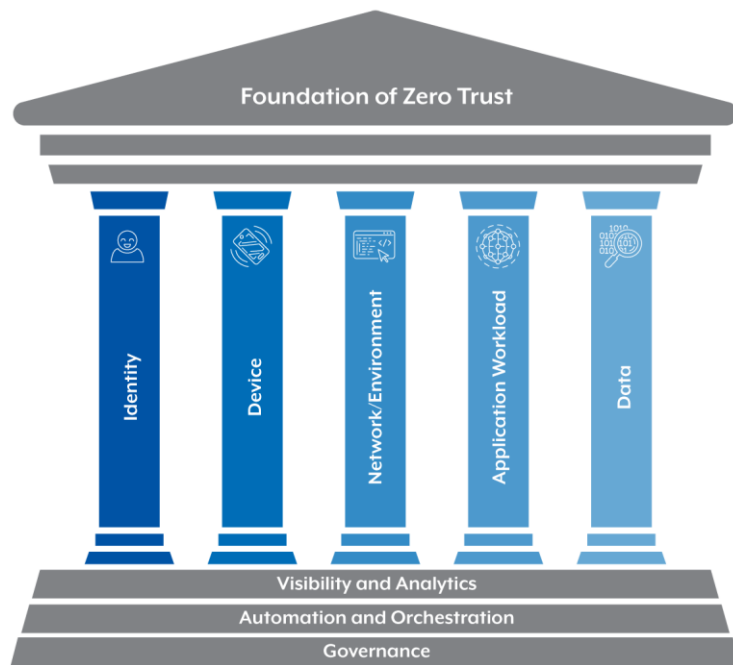 Foundation of Zero Trust
Identity
Device
Network/Environment
Application Workload
Data
Visibility and Analytics
Automation and Orchestration
Governance